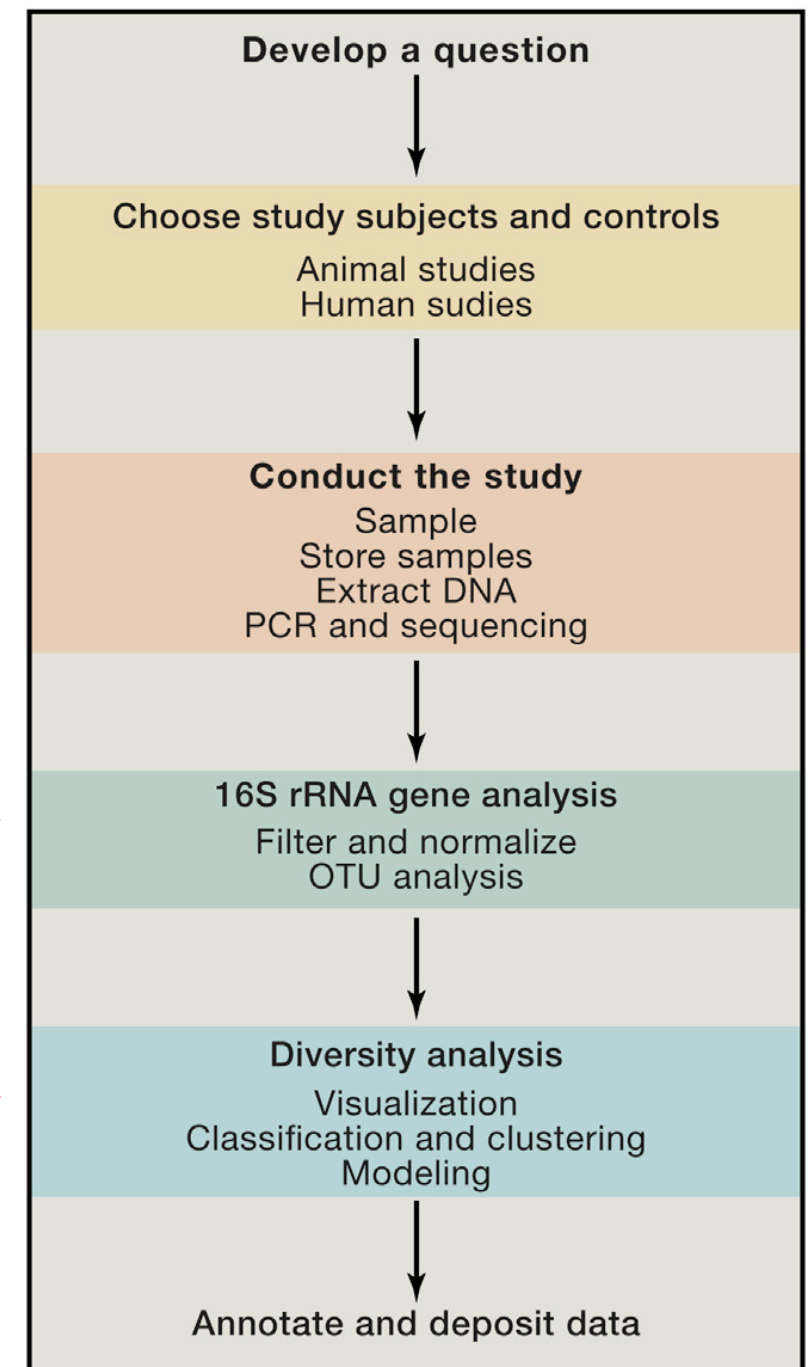 Develop a question
Choose study subjects and controls
Animal studies
Human sudies
Conduct the study
Sample
Store samples
Extract DNA
PCR and sequencing
16S rRNA gene analysis
Filter and normalize
OTU analysis
Diversity analysis
Visualization
Classification and clustering
Modeling
Annotate and deposit data